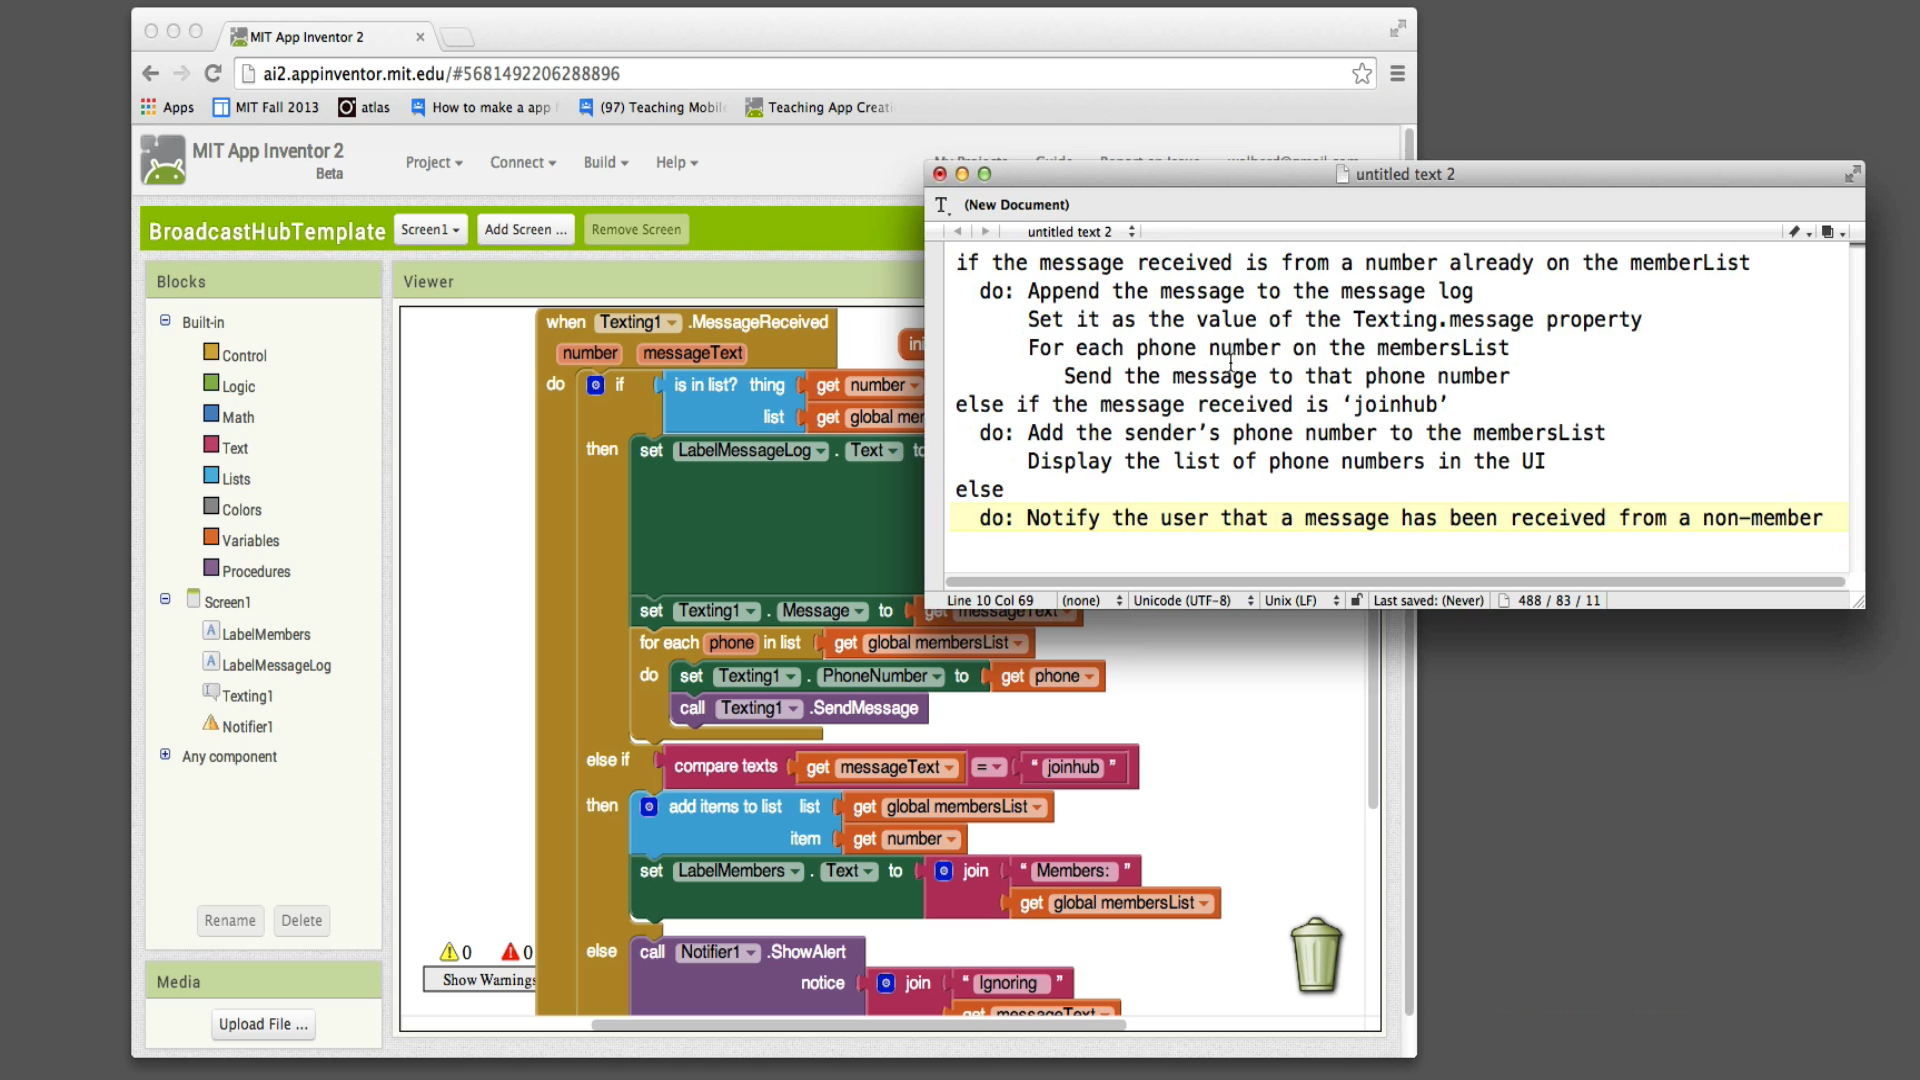 MIT App Inventor 2
ai2.appinventor.mit.edu/#5681492206288896
Apps MIT Fall 2013 atlas How to make a app (97) Teaching Mobil Teaching App Creati
MIT App Inventor 2
Beta
Project Connect Build Help
BroadcastHubTemplate Screen1 Add Screen ... Remove Screen
Blocks
Built-in
Control
Logic
Math
Text
Lists
Colors
Variables
Procedures
Screen1
LabelMembers
LabelMessageLog
Texting1
Notifier1
Any component
Rename Delete
Media
Upload File ...
Viewer
when Texting1 .MessageReceived
number messageText
do if is in list? thing get number
list get global mem
then set LabelMessageLog . Text to
set Texting1 . Message to get messageText
for each phone in list get global membersList
do set Texting1 . PhoneNumber to get phone
call Texting1 .SendMessage
else if compare texts get messageText = “ joinhub ”
then add items to list list get global membersList
item get number
set LabelMembers . Text to join “ Members: ”
get global membersList
else call Notifier1 .ShowAlert
notice join “ Ignoring ”
get messageText
0 0
Show Warnings
untitled text 2
(New Document)
untitled text 2
if the message received is from a number already on the memberList
do: Append the message to the message log
Set it as the value of the Texting.message property
For each phone number on the membersList
Send the message to that phone number
else if the message received is ‘joinhub’
do: Add the sender’s phone number to the membersList
Display the list of phone numbers in the UI
else
do: Notify the user that a message has been received from a non-member
Line 10 Col 69 (none) Unicode (UTF-8) Unix (LF) Last saved: (Never) 488 / 83 / 11